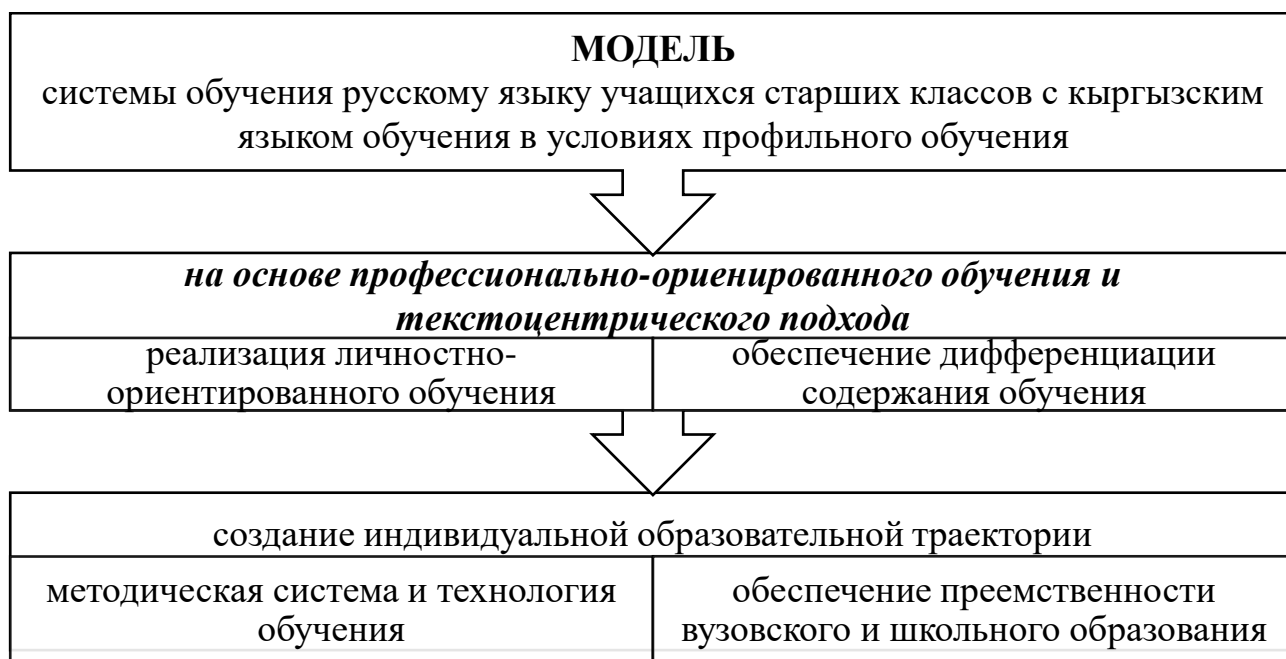 МОДЕЛЬ
системы обучения русскому языку учащихся старших классов с кыргызским
языком обучения в условиях профильного обучения
на основе профессионально-ориенированного обучения и
текстоцентрического подхода
реализация личностно-
ориентированного обучения
обеспечение дифференциации
содержания обучения
создание индивидуальной образовательной траектории
методическая система и технология
обучения
обеспечение преемственности
вузовского и школьного образования